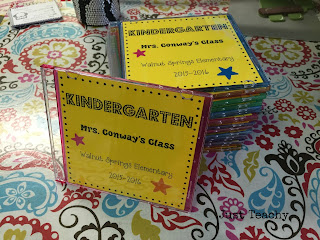 KINDERGARTEN
Mrs. Conway's Class
Walnut Springs Elementary
2015-2016
KINDERGARTEN
Mrs. Conway's Class
Walnut Springs Elementary
2015-2016
Just Teachy